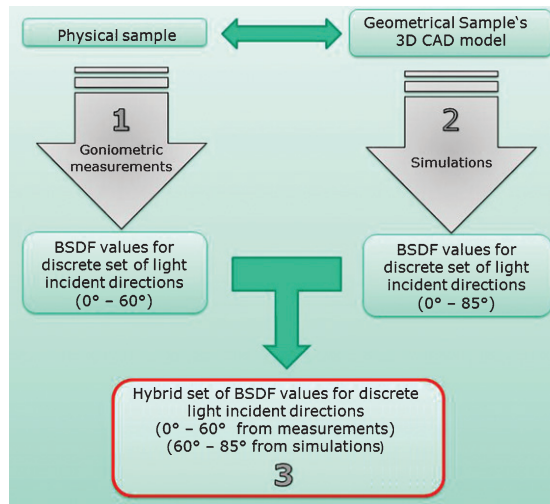 Physical sample
Geometrical Sample's
3D CAD model
1
Goniometric
measurements
2
Simulations
BSDF values for
discrete set of light
incident directions
(0° – 60°)
BSDF values for
discrete set of light
incident directions
(0° – 85°)
Hybrid set of BSDF values for discrete
light incident directions
(0° – 60° from measurements)
(60° – 85° from simulations)
3